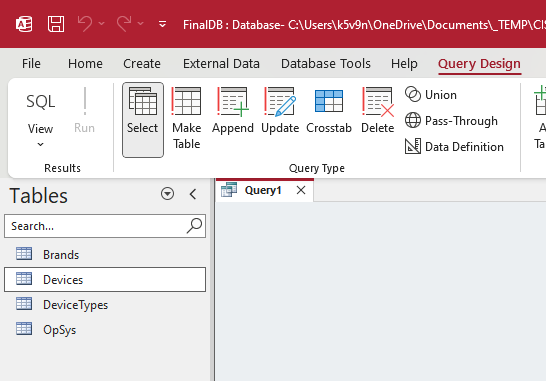 FinalDB : Database- C:\Users\k5v9n\OneDrive\Documents\_TEMP\CIS
File Home Create External Data Database Tools Help Query Design
SQL
View
Run
Results
Select
Make
Table
Append
Update
Crosstab
Delete
Union
Pass-Through
Data Definition
Query Type
A
Ta
Tables
Search...
Brands
Devices
DeviceTypes
OpSys
Query1